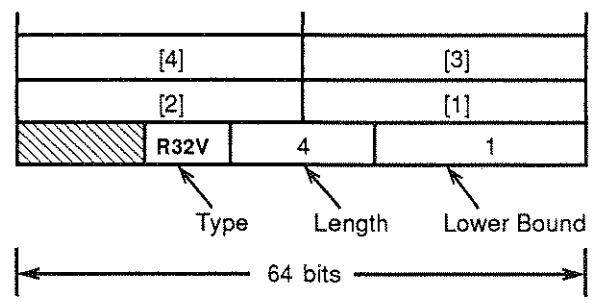 [4] [3]
[2] [1]
R32V 4 1
Type Length Lower Bound
64 bits